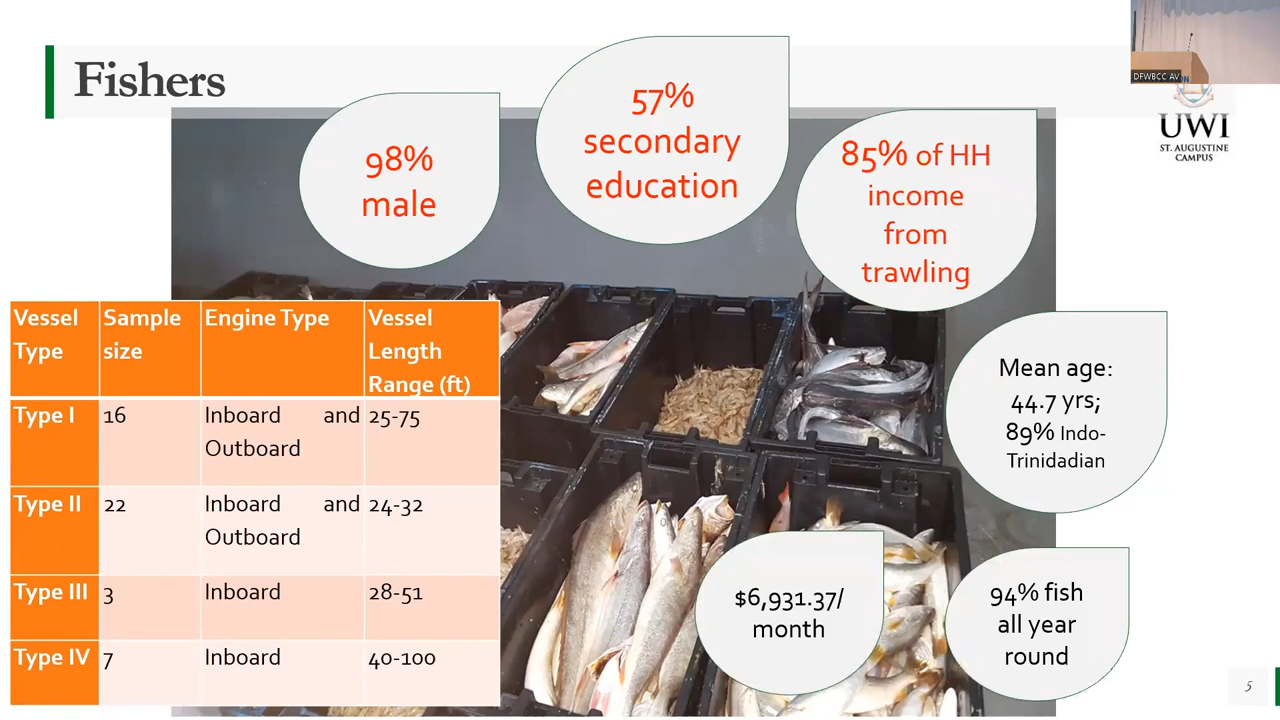 Fishers
DFWBCC AV
UWI
ST. AUGUSTINE
CAMPUS
98%
male
57%
secondary
education
85% of HH
income
from
trawling
Vessel Type | Sample size | Engine Type | Vessel Length Range (ft)
Type I | 16 | Inboard and Outboard | 25-75
Type II | 22 | Inboard and Outboard | 24-32
Type III | 3 | Inboard | 28-51
Type IV | 7 | Inboard | 40-100
Mean age:
44.7 yrs;
89% Indo-
Trinidadian
$6,931.37/
month
94% fish
all year
round
5